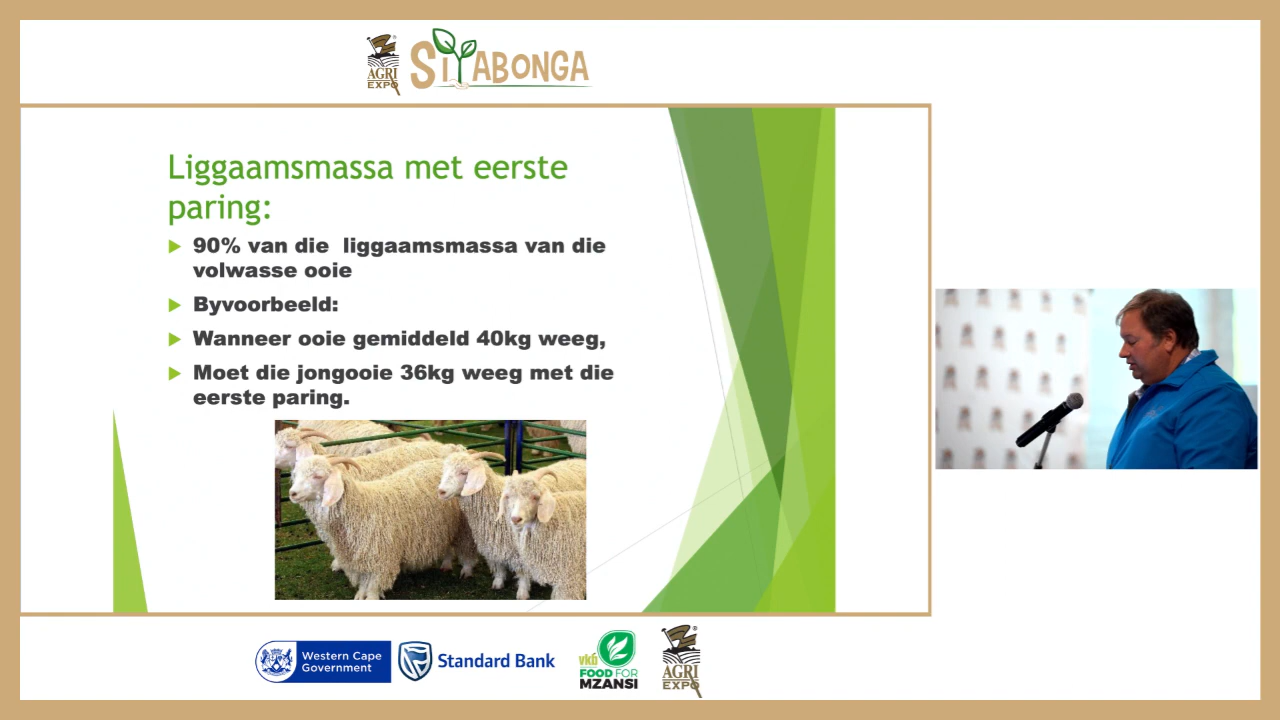 AGRI
EXPO
SIYABONGA
Liggaamsmassa met eerste
paring:
90% van die liggaamsmassa van die
volwasse ooie
Byvoorbeeld:
Wanneer ooie gemiddeld 40kg weeg,
Moet die jongooie 36kg weeg met die
eerste paring.
Western Cape
Government
Standard Bank
vkb
FOOD FOR
MZANSI
AGRI
EXPO